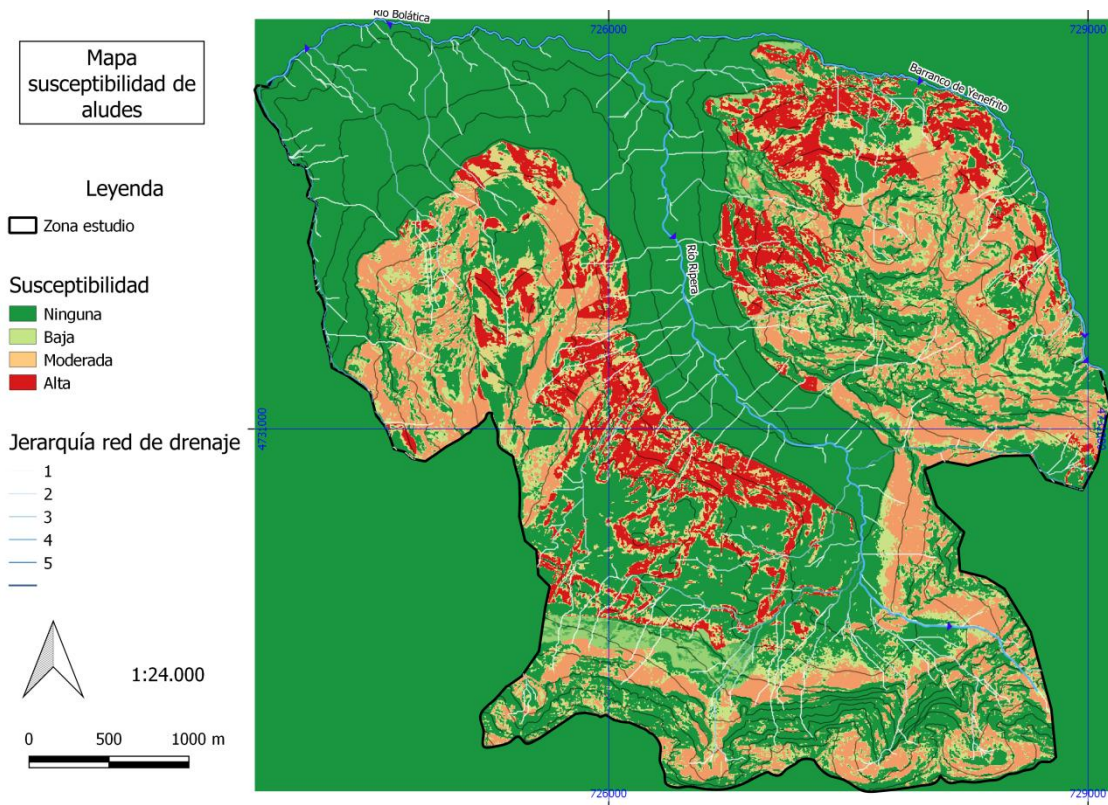 Mapa
susceptibilidad de
aludes
Leyenda
Zona estudio
Susceptibilidad
Ninguna
Baja
Moderada
Alta
Jerarquía red de drenaje
1
2
3
4
5
1:24.000
0 500 1000 m
726000
729000
Río Bolática
Barranco de Yenefrito
Río Ripera
4731000
726000
729000